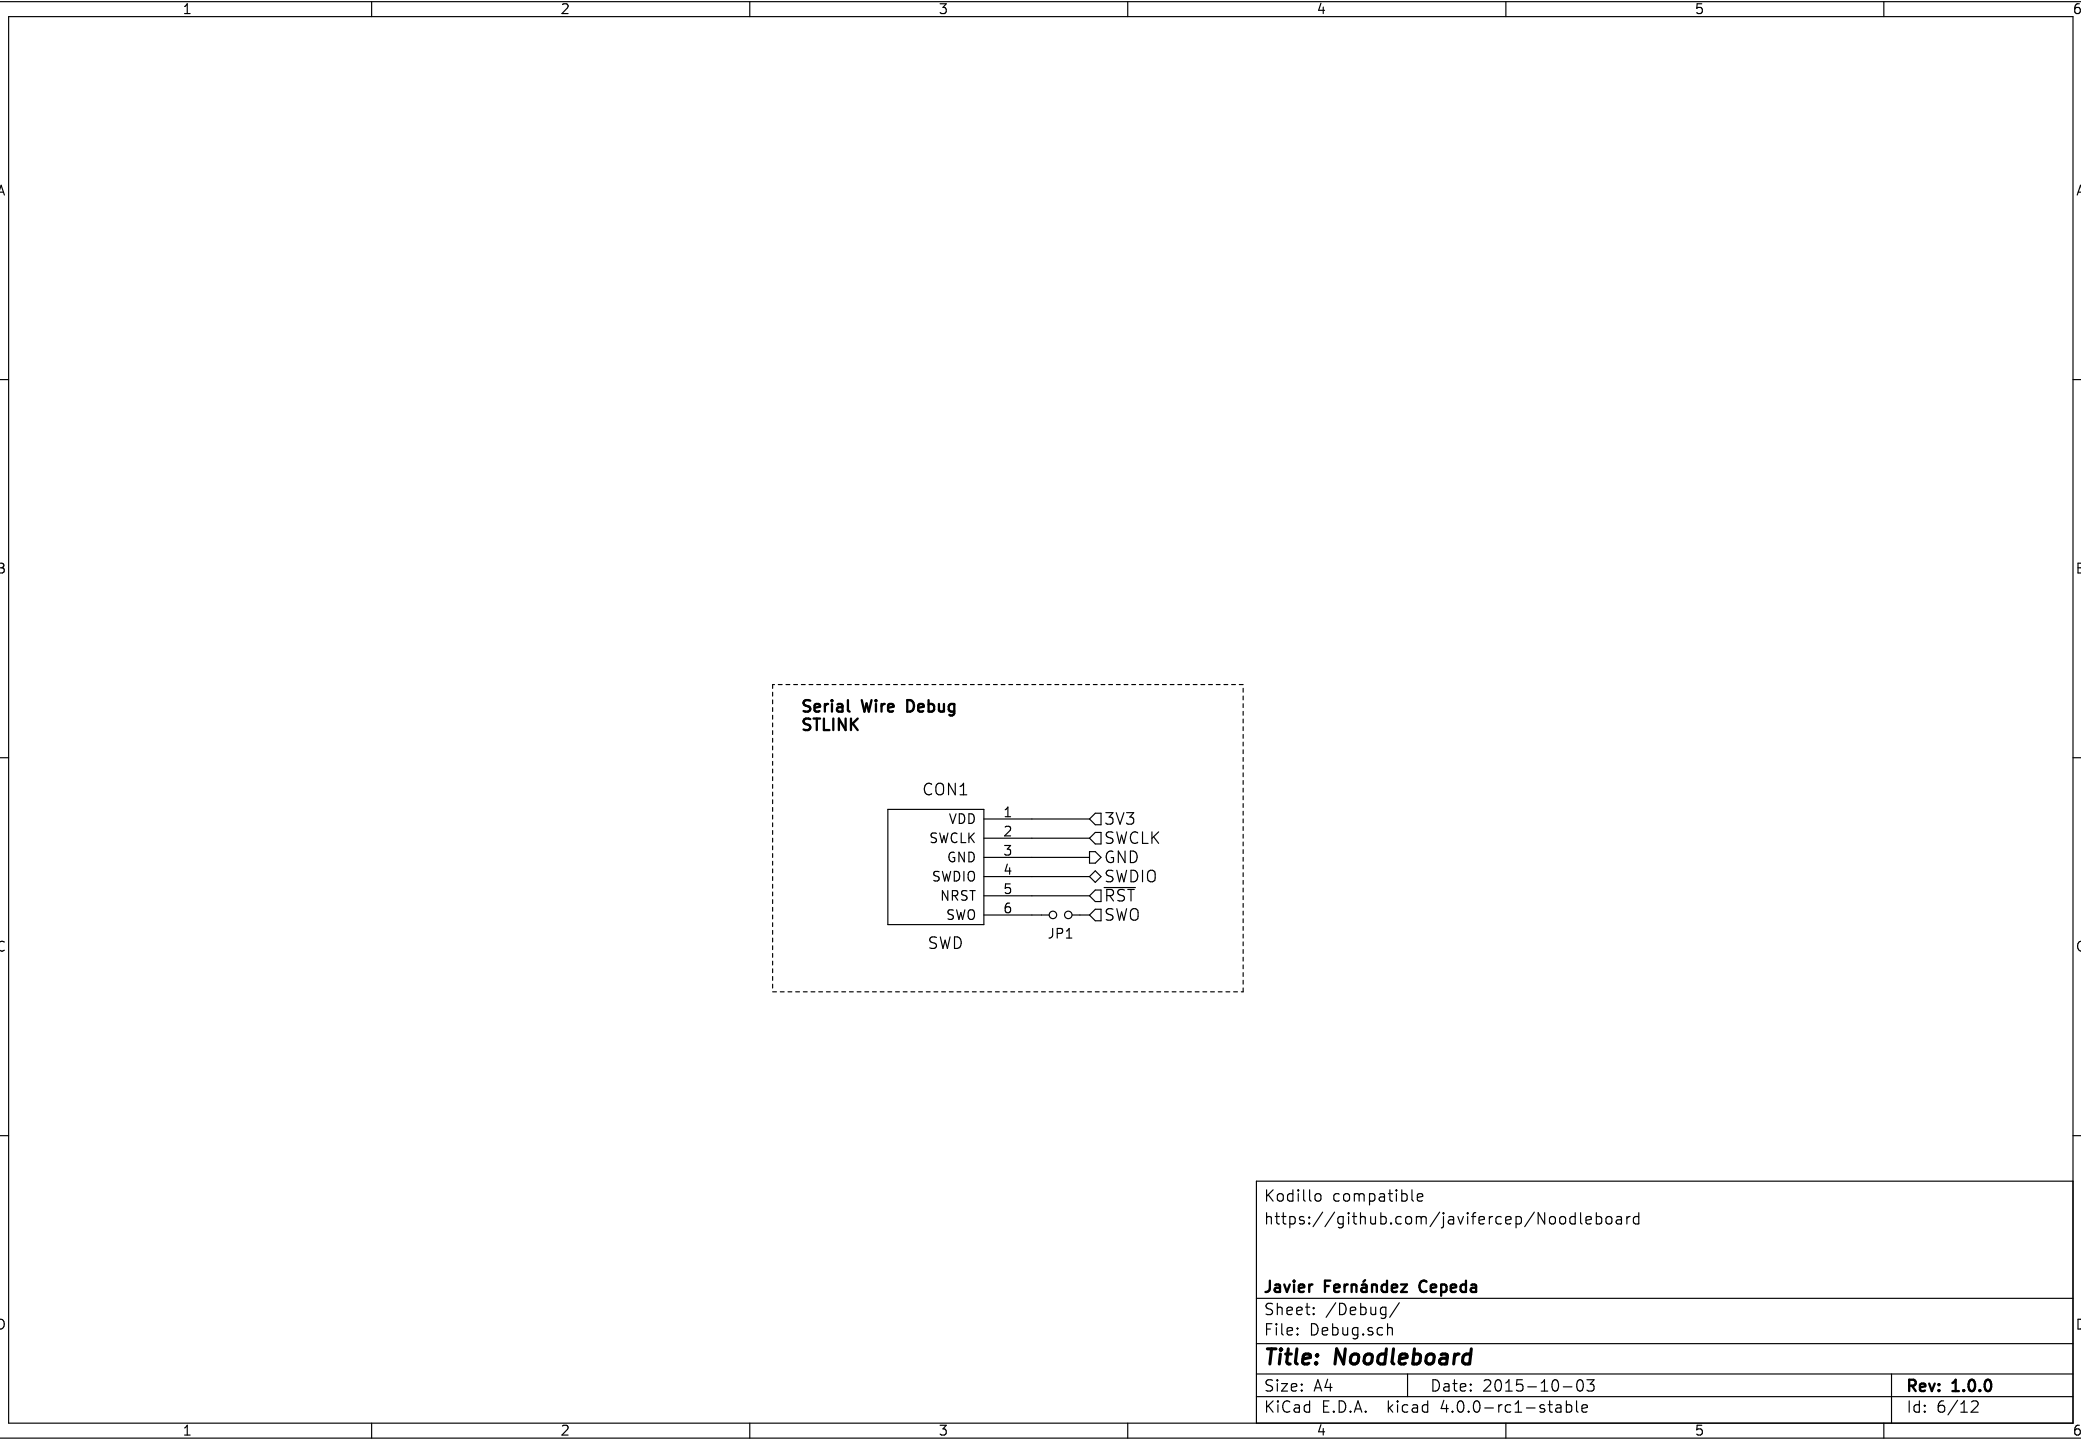 1 2 3 4 5 6
A A
B B
Serial Wire Debug
STLINK
CON1
VDD 1 3V3
SWCLK 2 SWCLK
GND 3 GND
SWDIO 4 SWDIO
NRST 5 RST
SWO 6 SWO
JP1
SWD
C C
Kodillo compatible
https://github.com/javifercep/Noodleboard
Javier Fernández Cepeda
Sheet: /Debug/
File: Debug.sch
D D
Title: Noodleboard
Size: A4 Date: 2015-10-03 Rev: 1.0.0
KiCad E.D.A. kicad 4.0.0-rc1-stable Id: 6/12
1 2 3 4 5 6